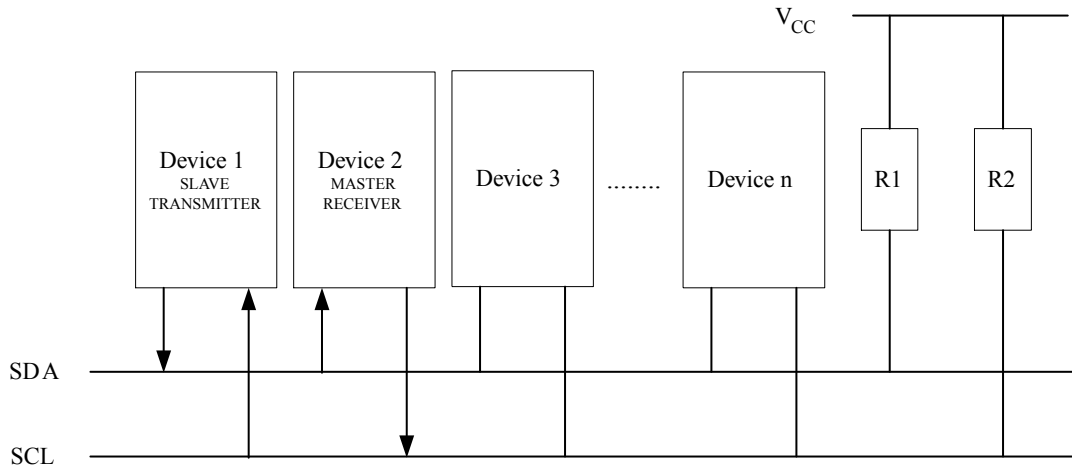 VCC
Device 1
SLAVE
TRANSMITTER
Device 2
MASTER
RECEIVER
Device 3
........
Device n
R1
R2
SDA
SCL